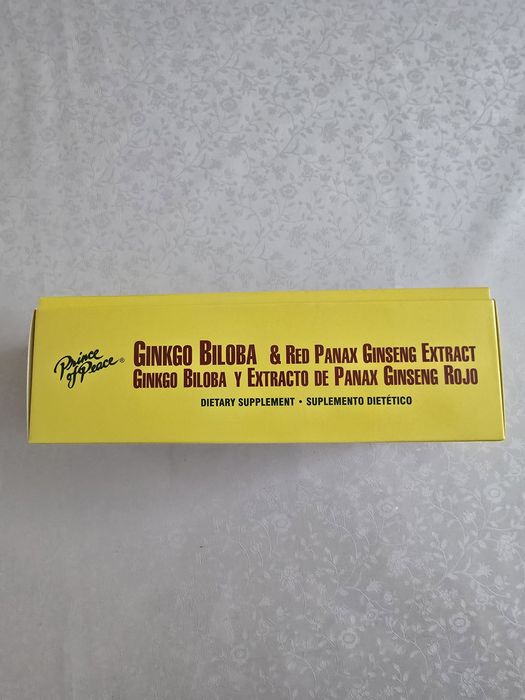 Prince of Peace®
GINKGO BILOBA & RED PANAX GINSENG EXTRACT
GINKGO BILOBA Y EXTRACTO DE PANAX GINSENG ROJO
DIETARY SUPPLEMENT • SUPLEMENTO DIETÉTICO